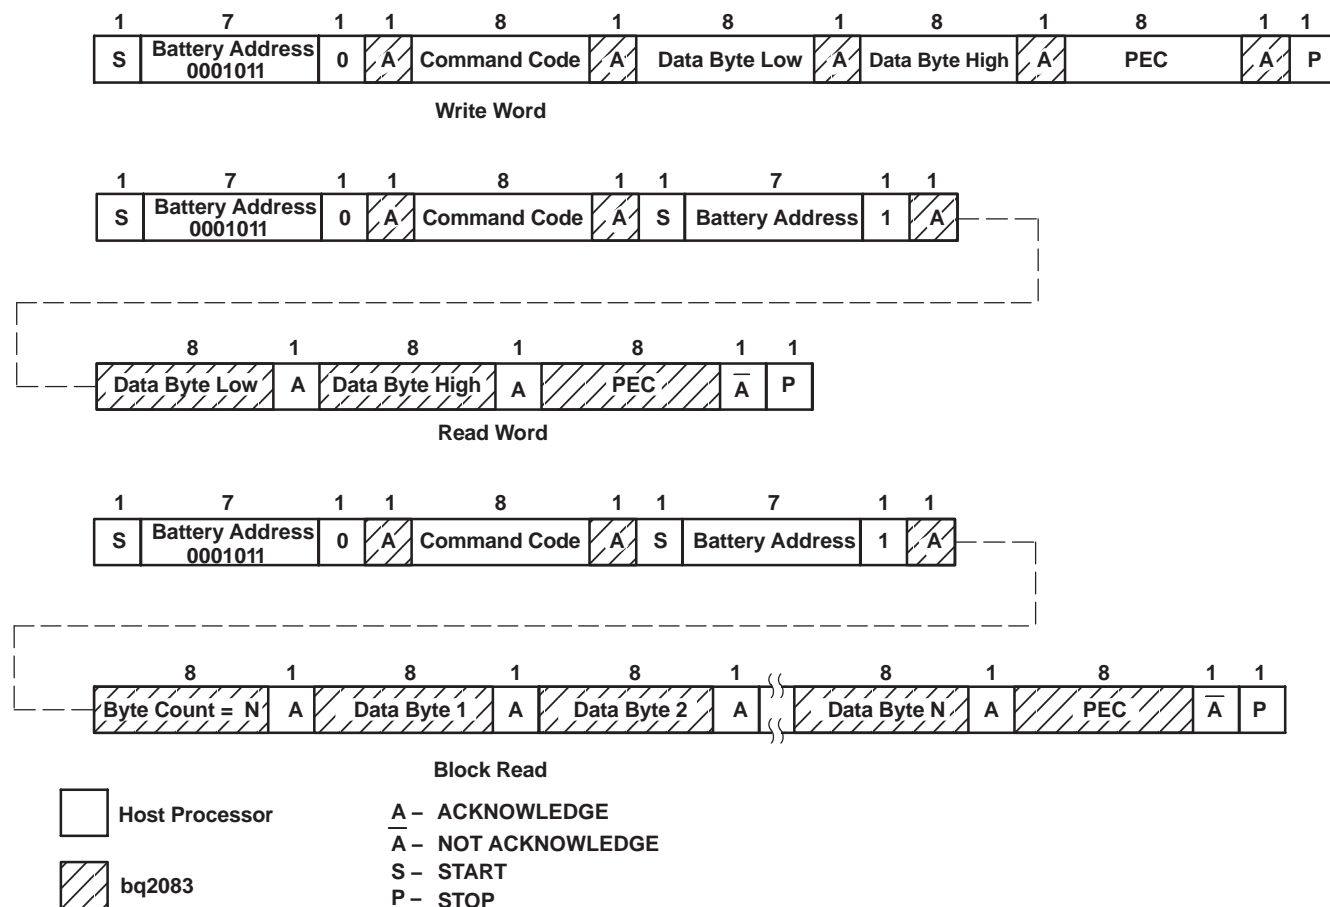 1 7 1 1 8 1 8 1 8 1 8 1 1
S Battery Address 0 A Command Code A Data Byte Low A Data Byte High A PEC A P
0001011
Write Word
1 7 1 1 8 1 1 7 1 1
S Battery Address 0 A Command Code A S Battery Address 1 A
0001011
8 1 8 1 8 1 1
Data Byte Low A Data Byte High A PEC A̅ P
Read Word
1 7 1 1 8 1 1 7 1 1
S Battery Address 0 A Command Code A S Battery Address 1 A
0001011
8 1 8 1 8 1 8 1 8 1 1
Byte Count = N A Data Byte 1 A Data Byte 2 A Data Byte N A PEC A̅ P
Block Read
Host Processor
bq2083
A – ACKNOWLEDGE
A̅ – NOT ACKNOWLEDGE
S – START
P – STOP